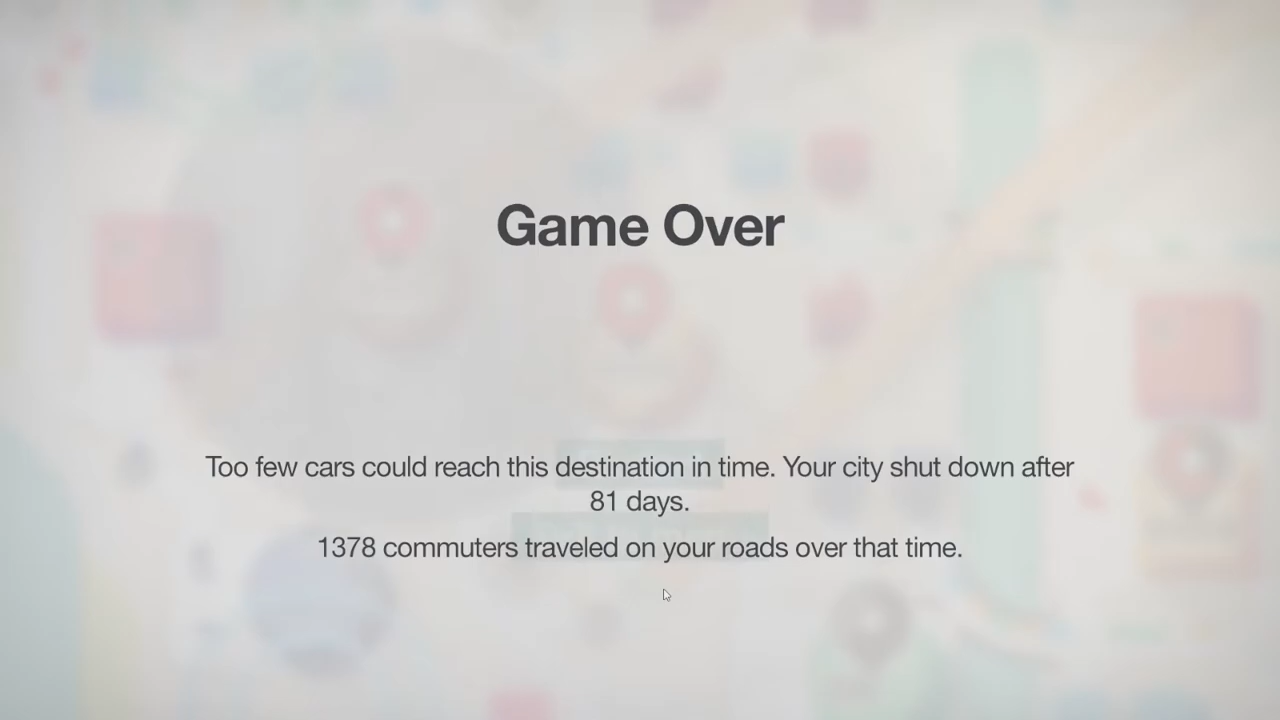 Game Over
Too few cars could reach this destination in time. Your city shut down after
81 days.
1378 commuters traveled on your roads over that time.